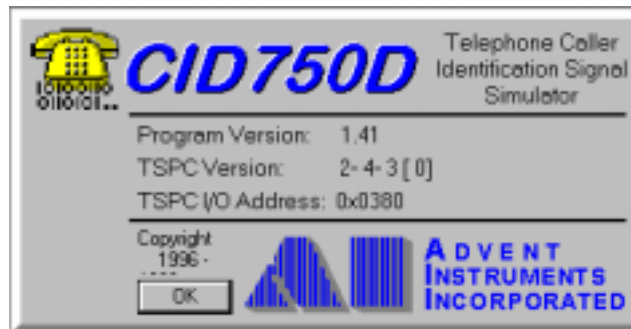 CID750D
Telephone Caller
Identification Signal
Simulator
Program Version: 1.41
TSPC Version: 2- 4- 3 [ 0]
TSPC I/O Address: 0x0380
Copyright
1996 -
OK
ADVENT
INSTRUMENTS
INCORPORATED